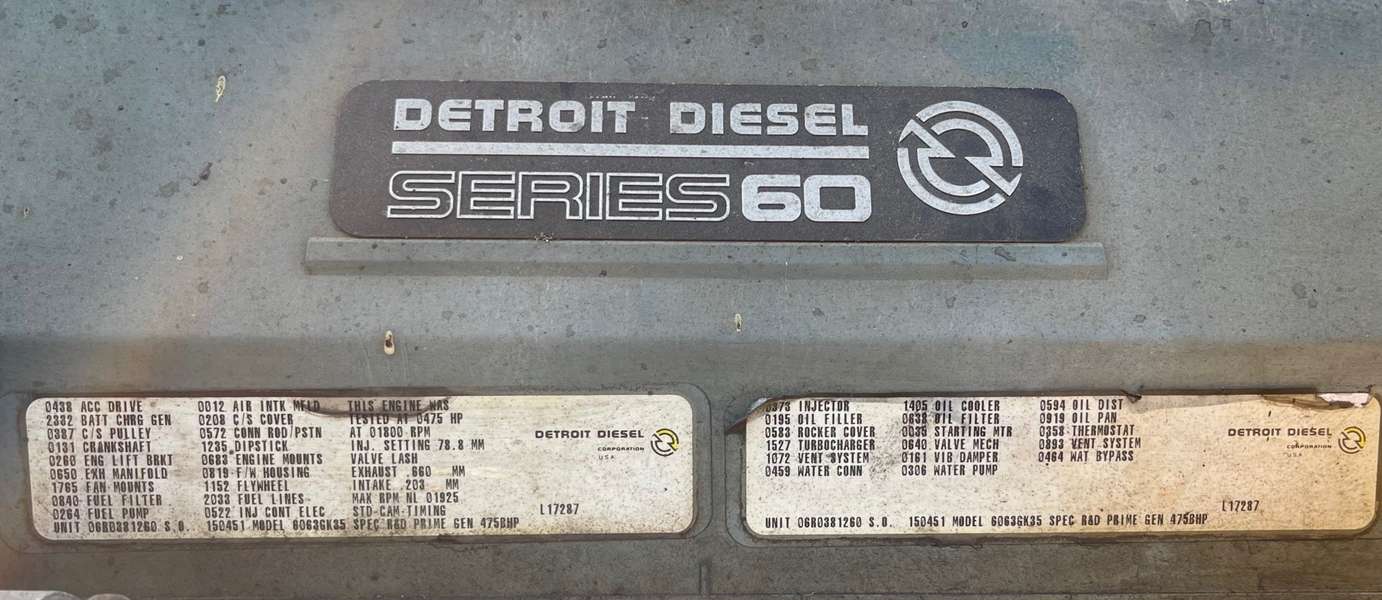 DETROIT DIESEL
SERIES 60
0438 ACC DRIVE 0012 AIR INTK MFLD THIS ENGINE WAS
2332 BATT CHRG GEN 0208 C/S COVER TESTED AT 0475 HP
0387 C/S PULLEY 0572 CONN ROD/PSTN AT 01800 RPM
0131 CRANKSHAFT 1235 DIPSTICK INJ. SETTING 78.8 MM
0260 ENG LIFT BRKT 0683 ENGINE MOUNTS VALVE LASH
0650 EXH MANIFOLD 0819 F/W HOUSING EXHAUST .660 MM
1765 FAN MOUNTS 1152 FLYWHEEL INTAKE .203 MM
0840 FUEL FILTER 2033 FUEL LINES MAX RPM NL 01925
0264 FUEL PUMP 0522 INJ CONT ELEC STD-CAM-TIMING L17287
UNIT 06R0381260 S.O. 150451 MODEL 6063GK35 SPEC R&D PRIME GEN 475BHP
DETROIT DIESEL
CORPORATION
U.S.A.
0373 INJECTOR 1405 OIL COOLER 0594 OIL DIST
0195 OIL FILLER 0638 OIL FILTER 0919 OIL PAN
0583 ROCKER COVER STARTING MTR 0358 THERMOSTAT
1527 TURBOCHARGER 0640 VALVE MECH 0893 VENT SYSTEM
1072 VENT SYSTEM 0161 VIB DAMPER 0464 WAT BYPASS
0459 WATER CONN 0306 WATER PUMP
L17287
UNIT 06R0381260 S.O. 150451 MODEL 6063GK35 SPEC R&D PRIME GEN 475BHP
DETROIT DIESEL
CORPORATION
U.S.A.